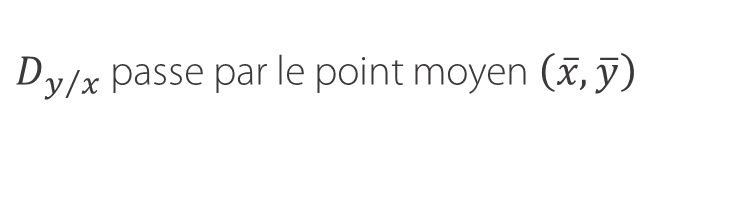 D_{y/x} passe par le point moyen (x̄, ȳ)